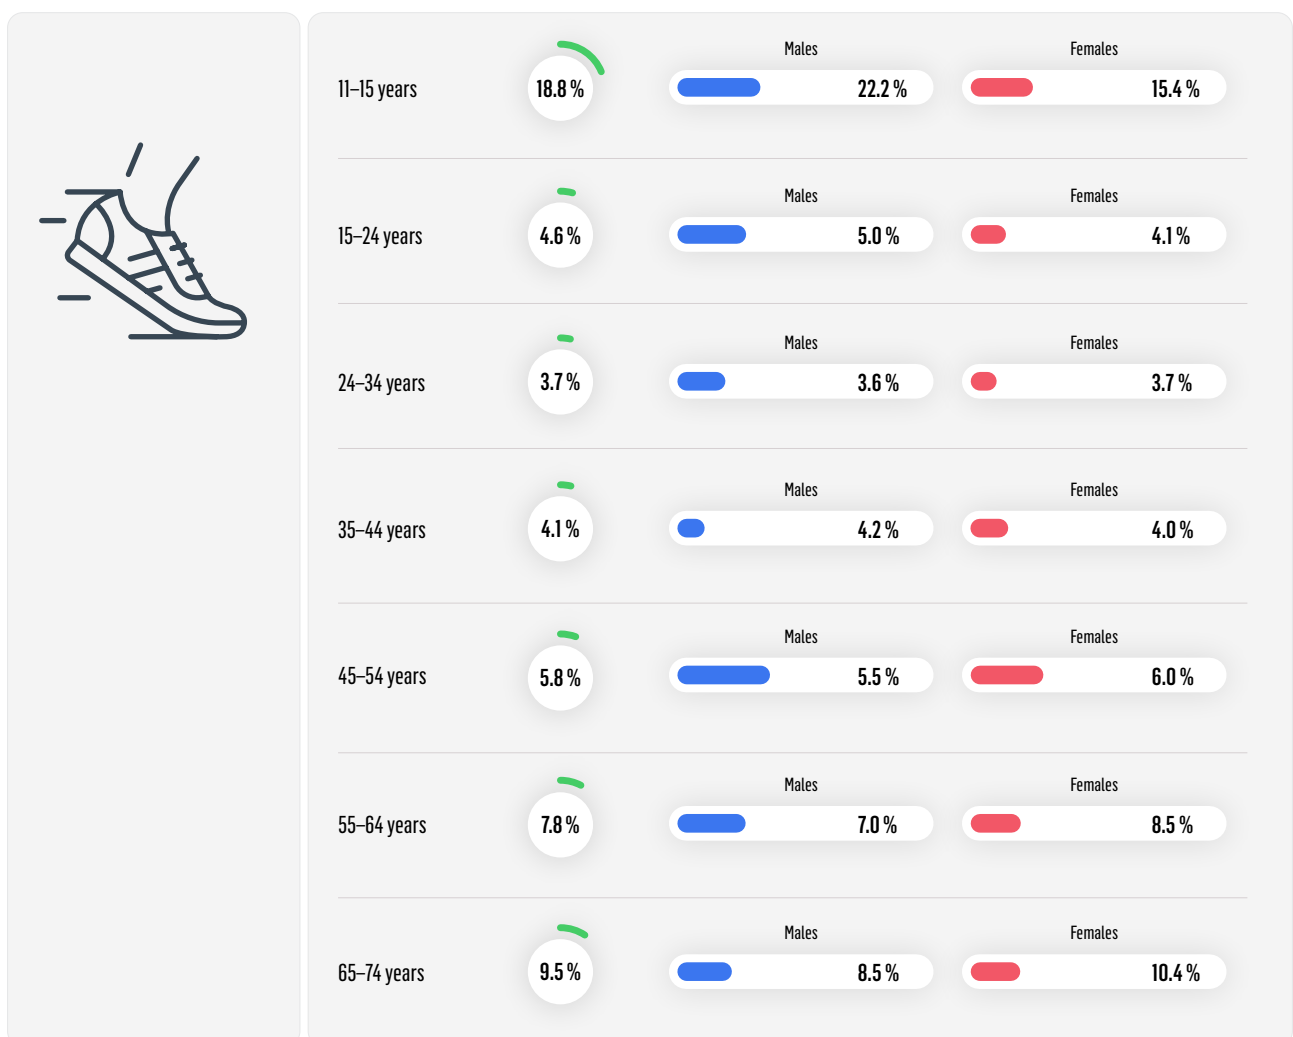 Males Females
11–15 years 18.8 % 22.2 % 15.4 %
Males Females
15–24 years 4.6 % 5.0 % 4.1 %
Males Females
24–34 years 3.7 % 3.6 % 3.7 %
Males Females
35–44 years 4.1 % 4.2 % 4.0 %
Males Females
45–54 years 5.8 % 5.5 % 6.0 %
Males Females
55–64 years 7.8 % 7.0 % 8.5 %
Males Females
65–74 years 9.5 % 8.5 % 10.4 %